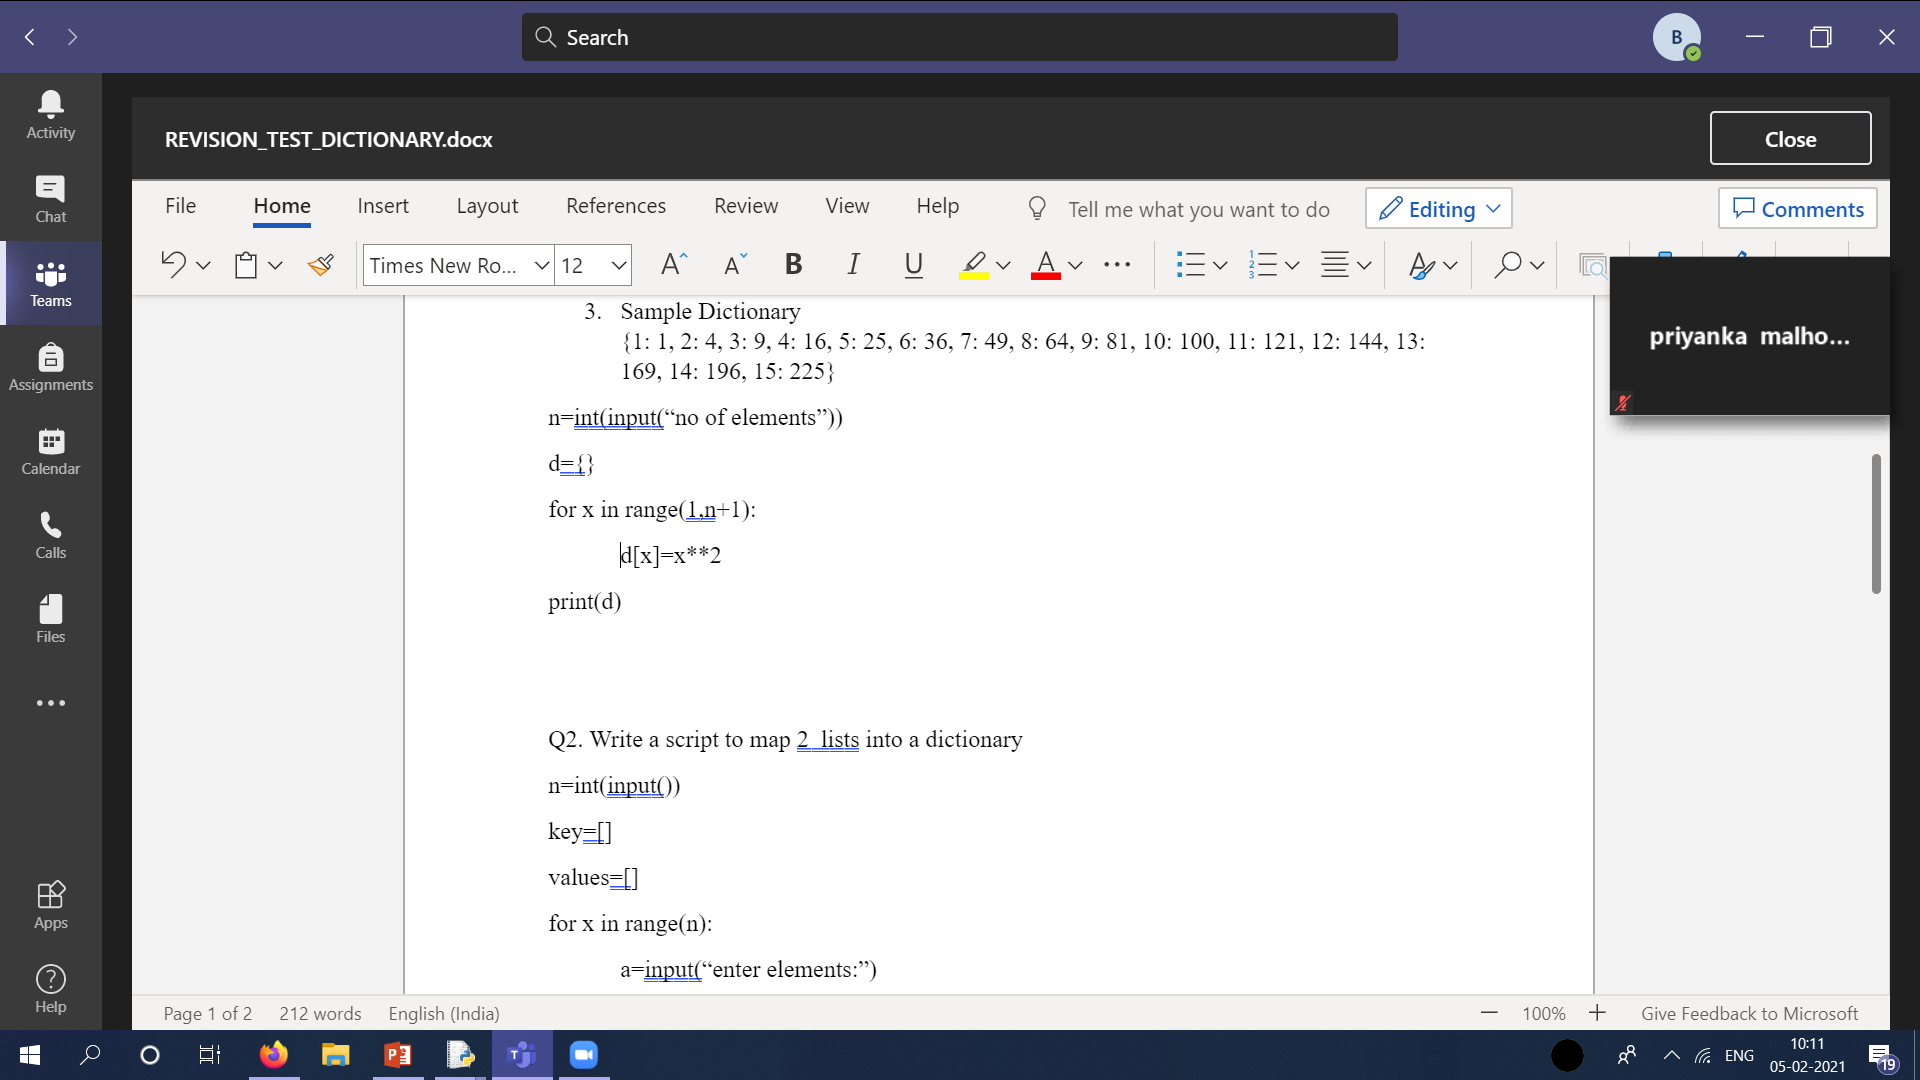 Search
B
Activity
Chat
Teams
Assignments
Calendar
Calls
Files
Apps
Help
REVISION_TEST_DICTIONARY.docx
Close
File Home Insert Layout References Review View Help Tell me what you want to do Editing Comments
Times New Ro... 12
priyanka malho...
3. Sample Dictionary
{1: 1, 2: 4, 3: 9, 4: 16, 5: 25, 6: 36, 7: 49, 8: 64, 9: 81, 10: 100, 11: 121, 12: 144, 13:
169, 14: 196, 15: 225}
n=int(input(“no of elements”))
d={}
for x in range(1,n+1):
d[x]=x**2
print(d)
Q2. Write a script to map 2 lists into a dictionary
n=int(input())
key=[]
values=[]
for x in range(n):
a=input(“enter elements:”)
Page 1 of 2 212 words English (India) 100% Give Feedback to Microsoft
ENG
10:11
05-02-2021
19